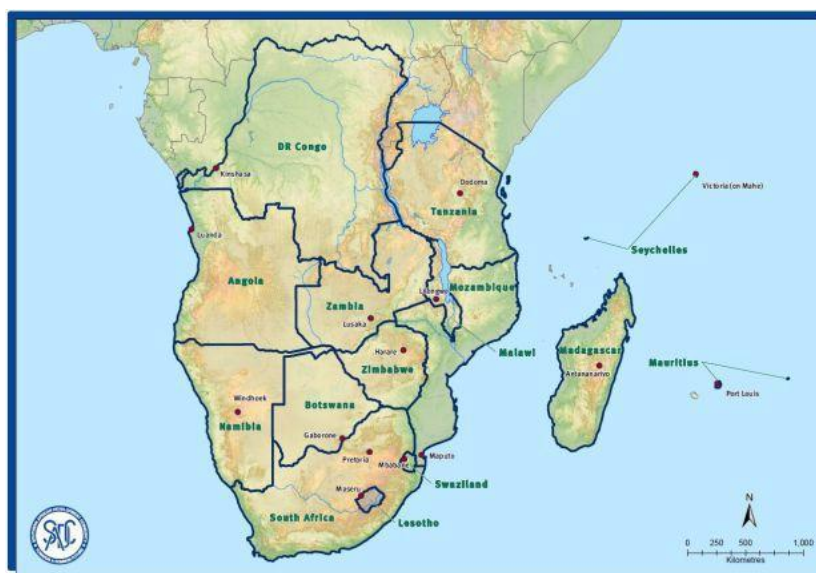 DR Congo
Kinshasa
Dodoma
Victoria (on Mahe)
Tanzania
Luanda
Seychelles
Angola
Mozambique
Lilongwe
Zambia
Lusaka
Malawi
Harare
Madagascar
Zimbabwe
Mauritius
Antananarivo
Port Louis
Windhoek
Botswana
Namibia
Gaborone
Pretoria
Maputo
Mbabane
Swaziland
Maseru
South Africa
Lesotho
N
SADC
0 250 500 1,000
Kilometres